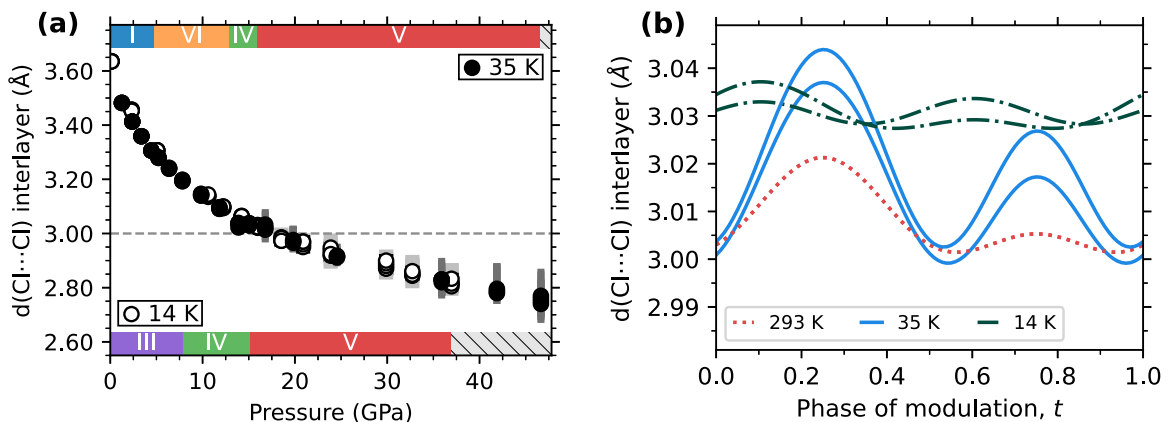 (a)
I VI IV V
35 K
d(Cl···Cl) interlayer (Å)
3.60
3.40
3.20
3.00
2.80
2.60
14 K
III IV V
0 10 20 30 40
Pressure (GPa)
(b)
d(Cl···Cl) interlayer (Å)
3.04
3.03
3.02
3.01
3.00
2.99
293 K 35 K 14 K
0.0 0.2 0.4 0.6 0.8 1.0
Phase of modulation, t